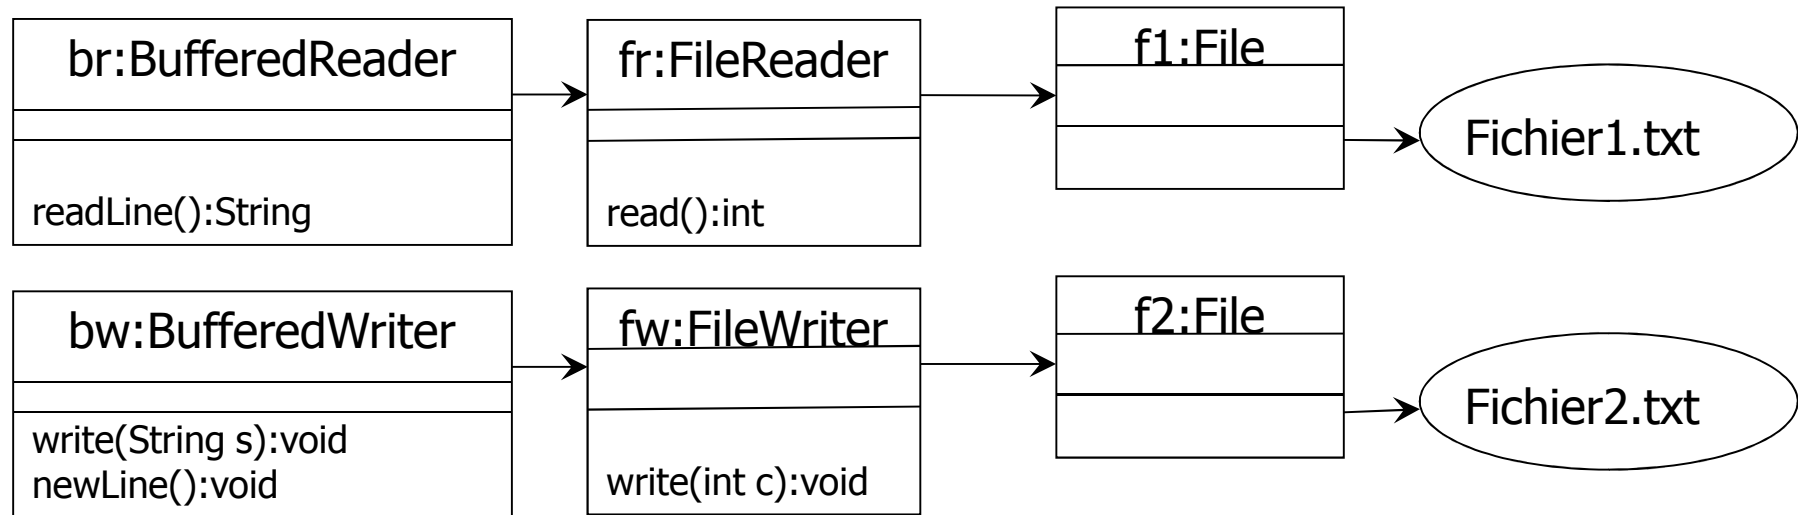 br:BufferedReader
readLine():String
fr:FileReader
read():int
f1:File
Fichier1.txt
bw:BufferedWriter
write(String s):void
newLine():void
fw:FileWriter
write(int c):void
f2:File
Fichier2.txt